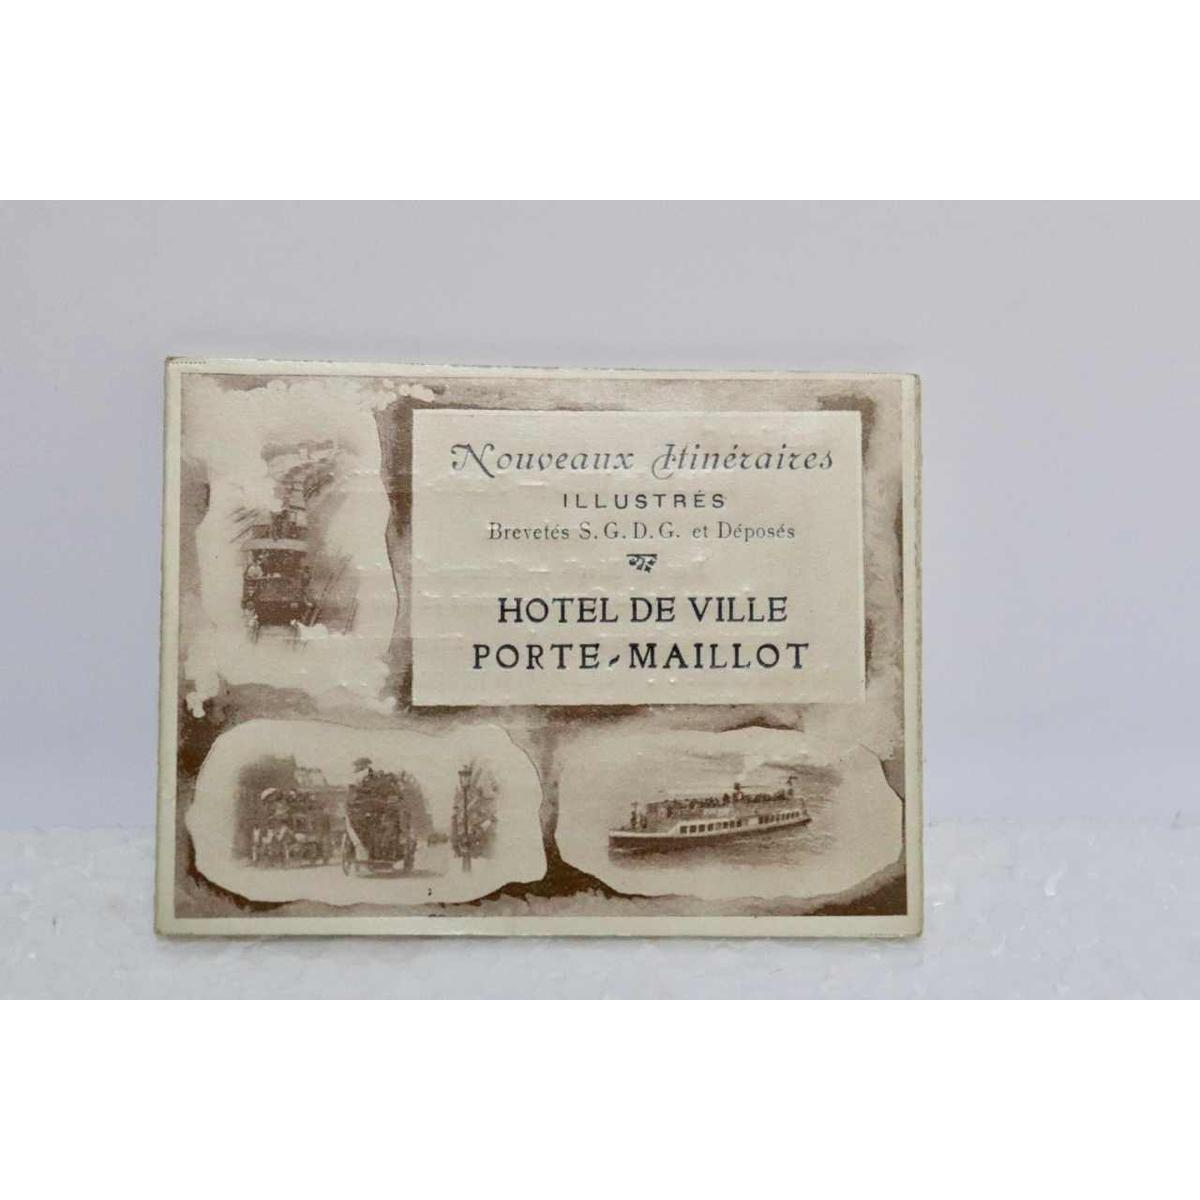 Nouveaux Itinéraires
ILLUSTRÉS
Brevetés S.G.D.G. et Déposés
HOTEL DE VILLE
PORTE-MAILLOT